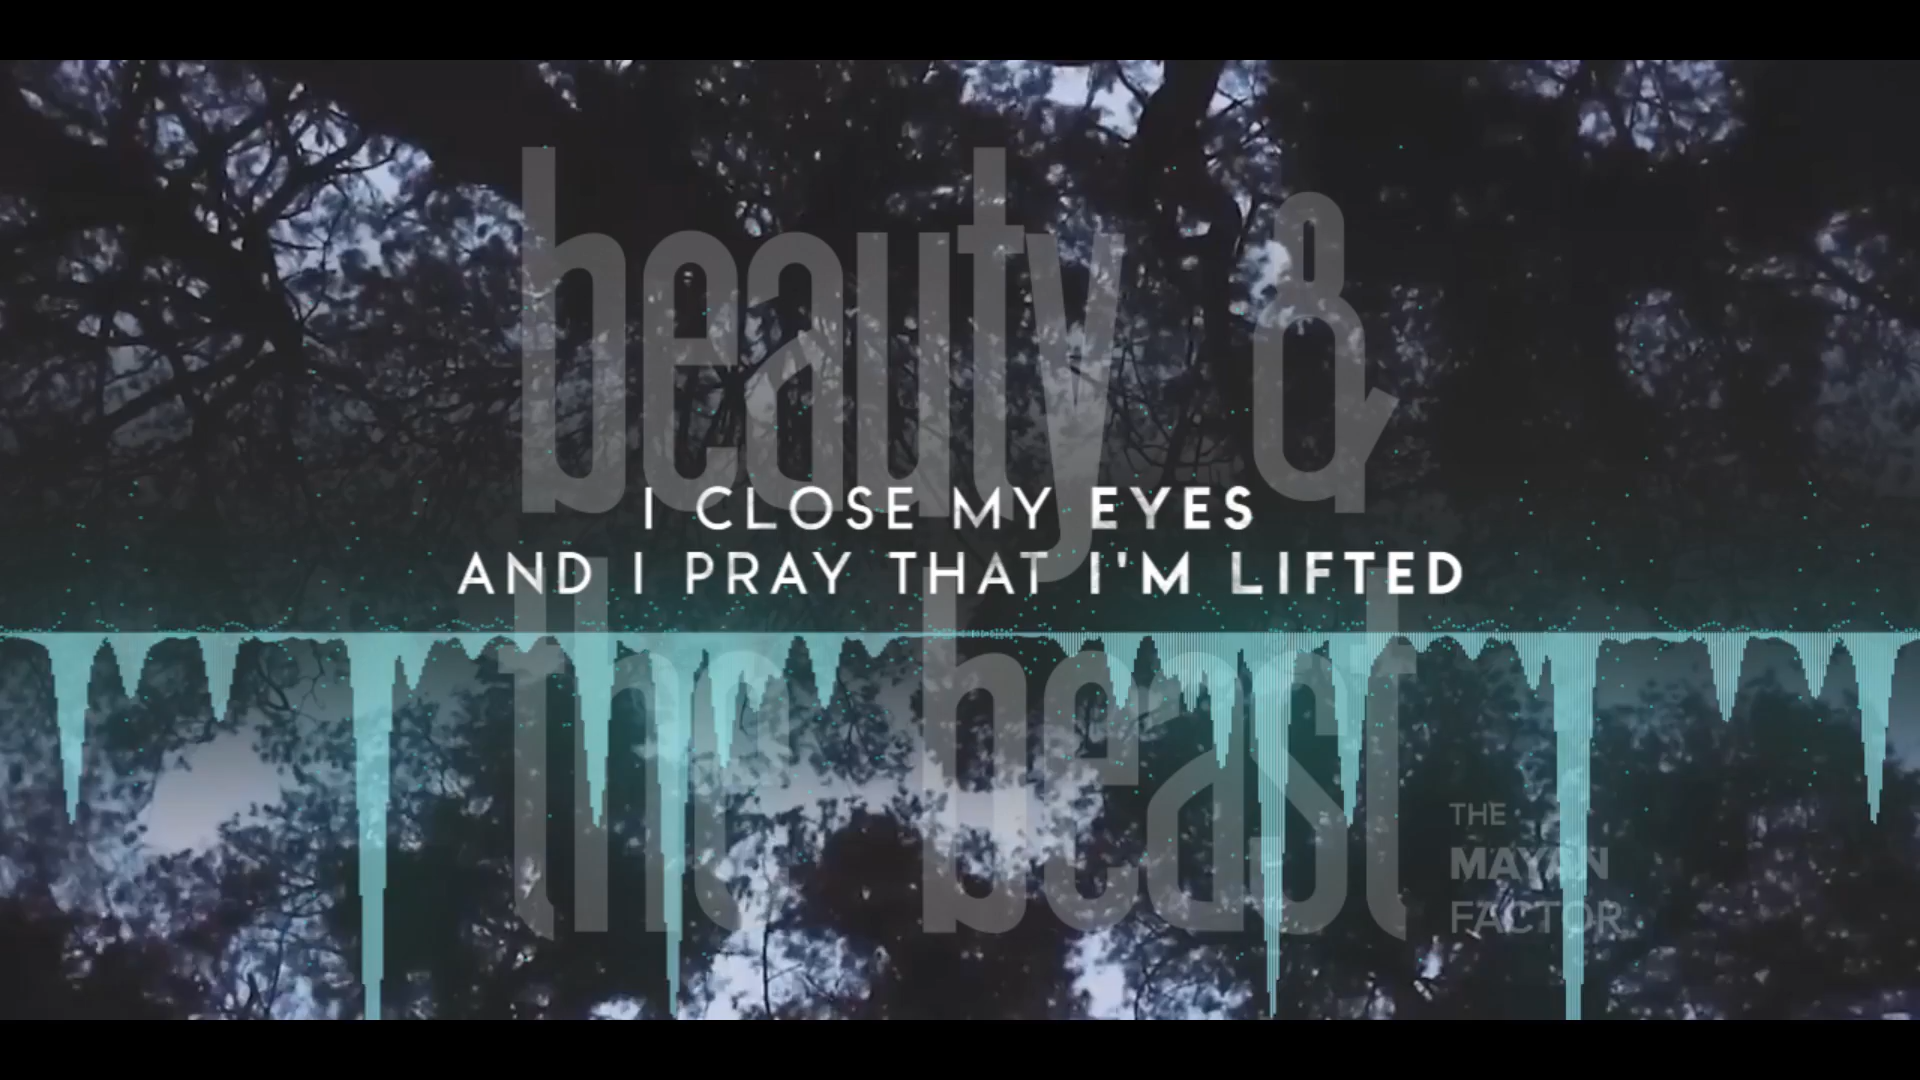 beauty &
I CLOSE MY EYES
AND I PRAY THAT I'M LIFTED
the beast
THE
MAYAN
FACTOR